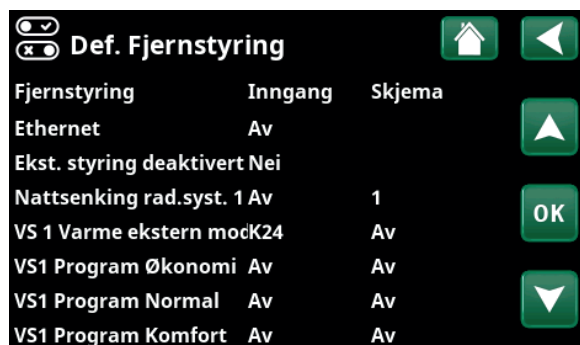 Def. Fjernstyring
Fjernstyring Inngang Skjema
Ethernet Av
Ekst. styring deaktivert Nei
Nattsenking rad.syst. 1 Av 1
OK
VS 1 Varme ekstern mod K24 Av
VS1 Program Økonomi Av Av
VS1 Program Normal Av Av
VS1 Program Komfort Av Av